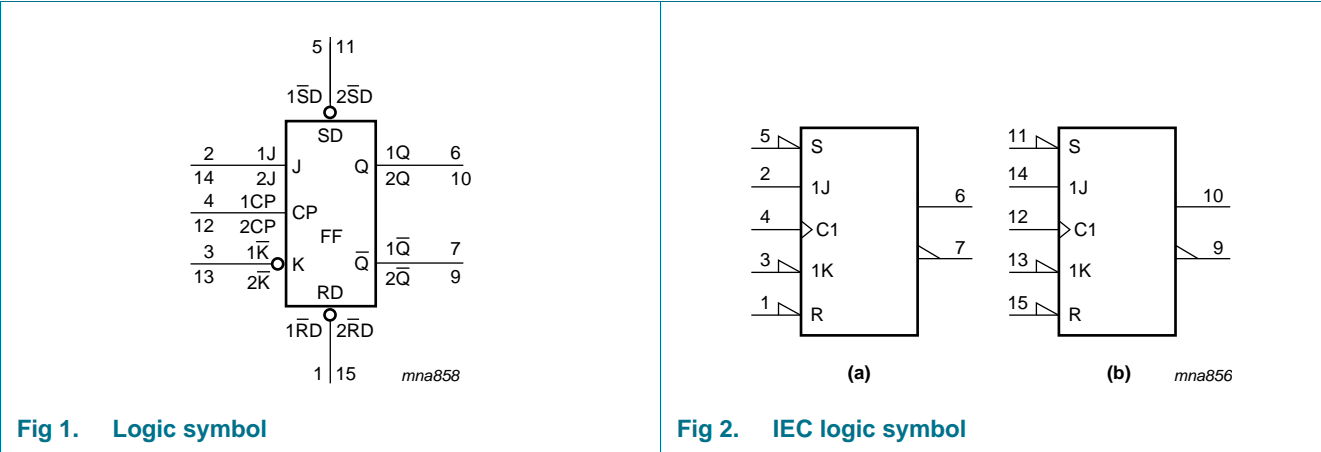 5 11
1S̅D 2S̅D
SD
2 1J J Q 1Q 6
14 2J 2Q 10
4 1CP CP
12 2CP
FF
3 1K̅ K Q̅ 1Q̅ 7
13 2K̅ 2Q̅ 9
RD
1R̅D 2R̅D
1 15 mna858
Fig 1. Logic symbol
5 S
2 1J
6
4 C1
7
3 1K
1 R
(a)
11 S
14 1J
10
12 C1
9
13 1K
15 R
(b) mna856
Fig 2. IEC logic symbol